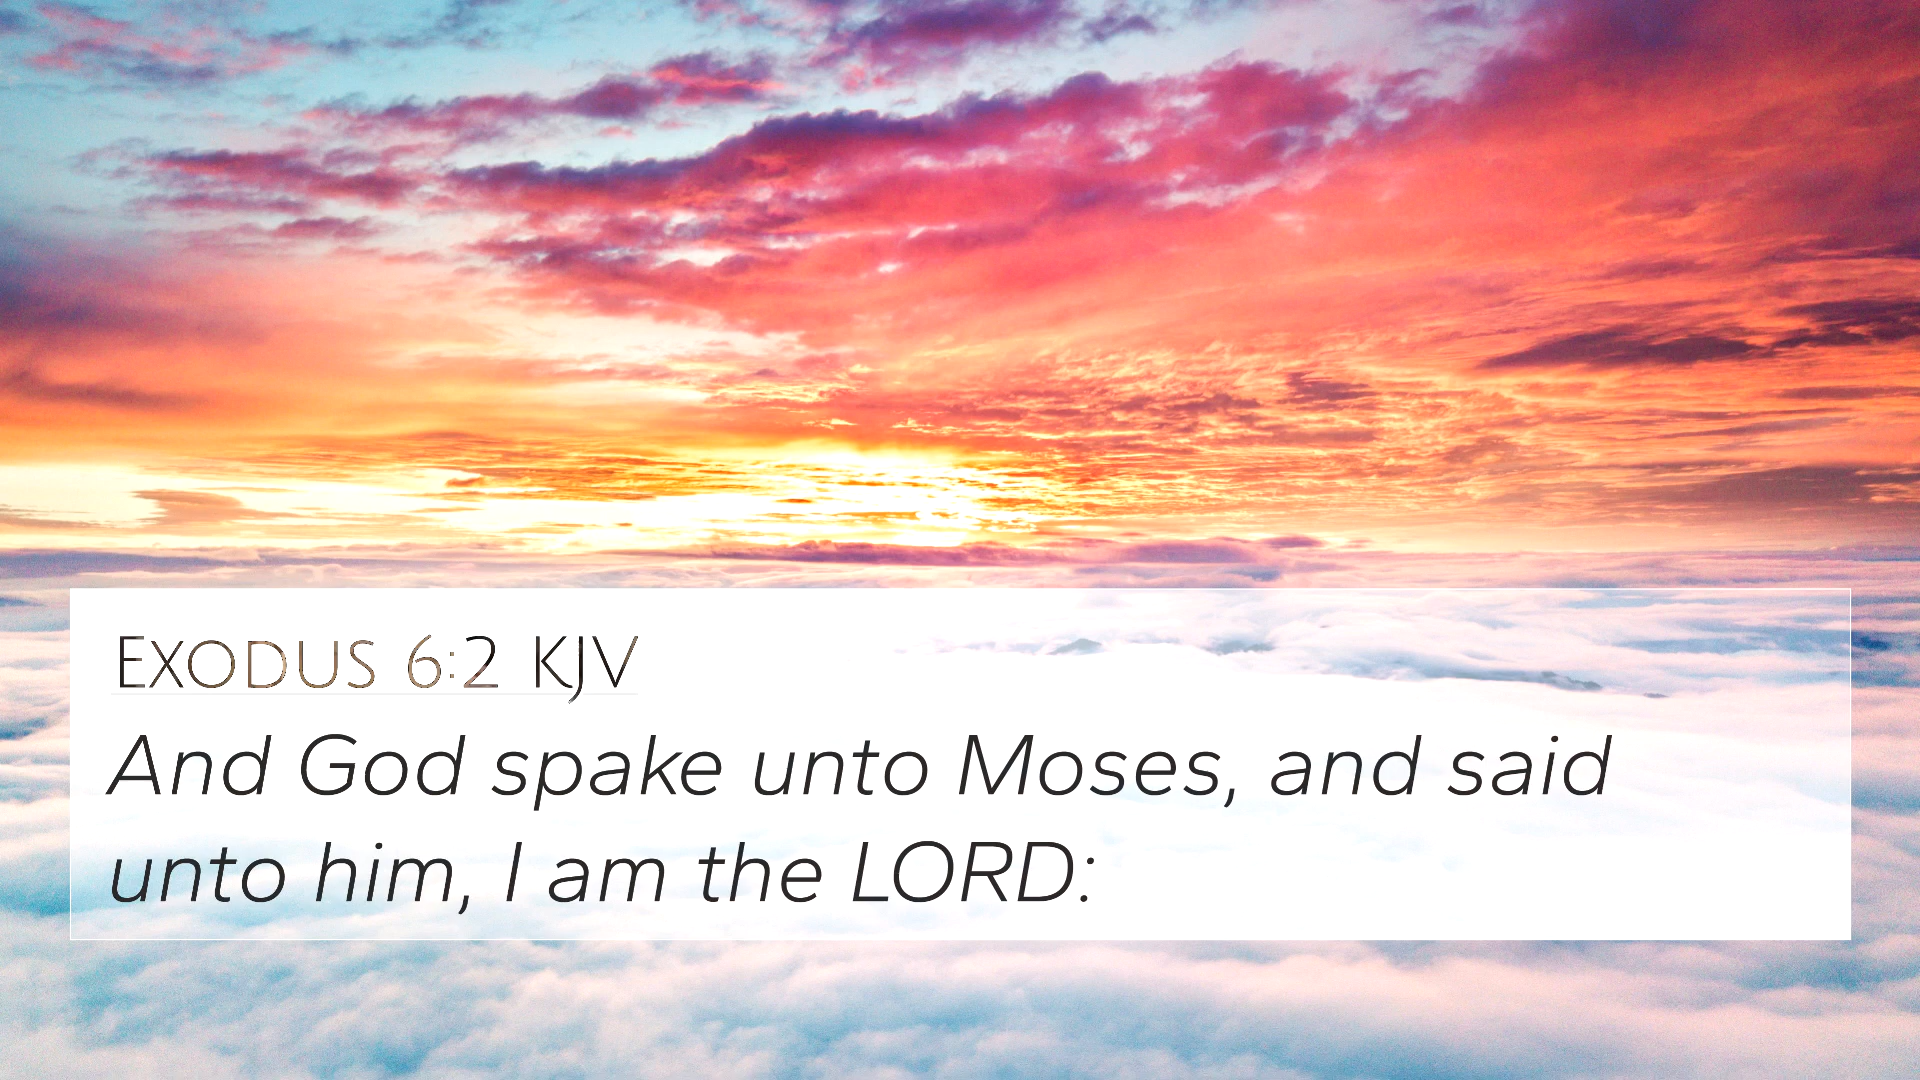 Exodus 6:2 KJV
And God spake unto Moses, and said
unto him, I am the LORD: